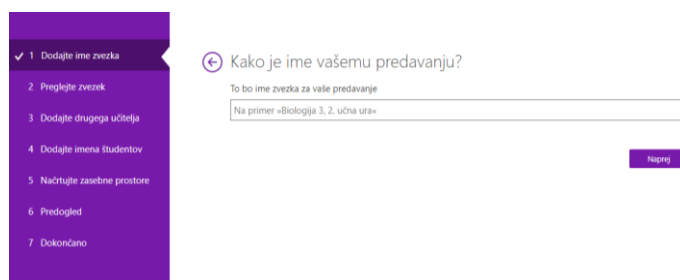 ✓ 1 Dodajte ime zvezka
2 Preglejte zvezek
3 Dodajte drugega učitelja
4 Dodajte imena študentov
5 Načrtujte zasebne prostore
6 Predogled
7 Dokončano
Kako je ime vašemu predavanju?
To bo ime zvezka za vaše predavanje
Na primer »Biologija 3, 2. učna ura«
Naprej